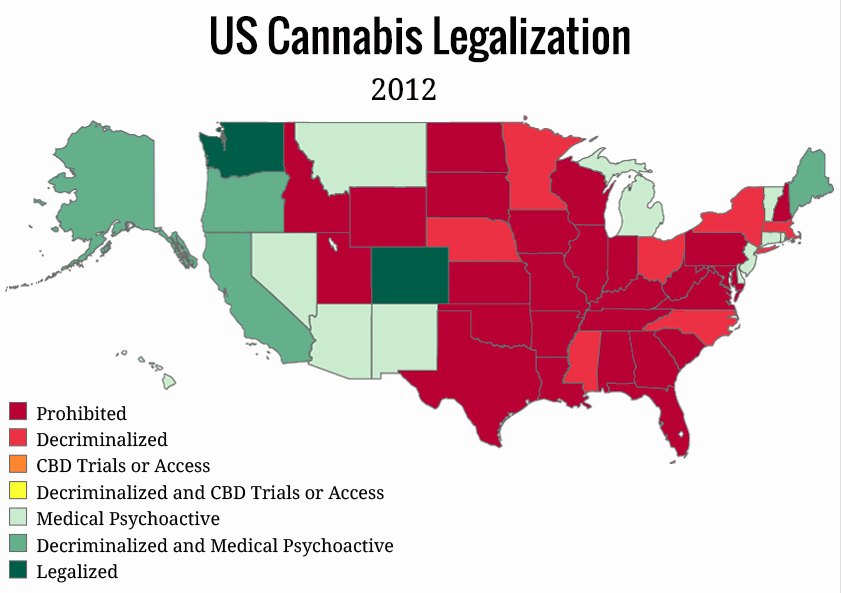 US Cannabis Legalization
2012
Prohibited
Decriminalized
CBD Trials or Access
Decriminalized and CBD Trials or Access
Medical Psychoactive
Decriminalized and Medical Psychoactive
Legalized